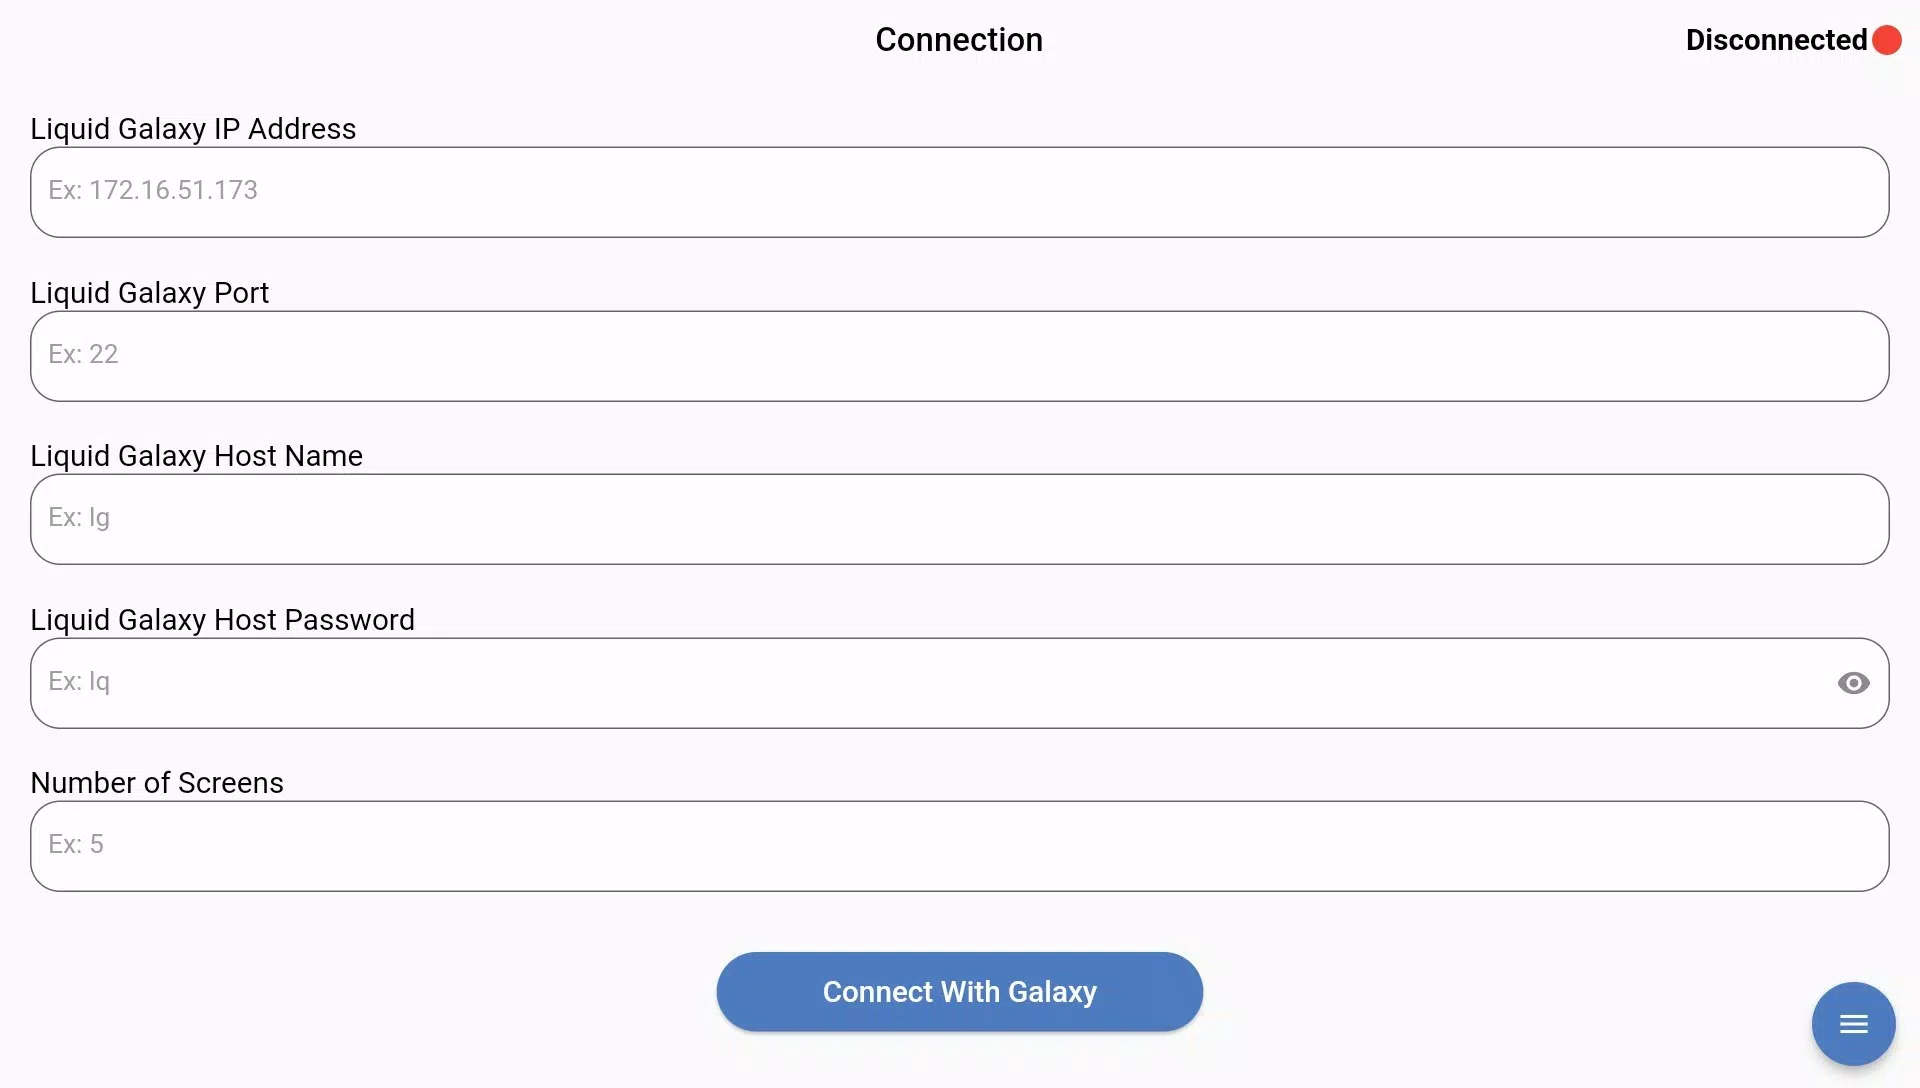 Connection
Disconnected
Liquid Galaxy IP Address
Ex: 172.16.51.173
Liquid Galaxy Port
Ex: 22
Liquid Galaxy Host Name
Ex: lg
Liquid Galaxy Host Password
Ex: lq
Number of Screens
Ex: 5
Connect With Galaxy